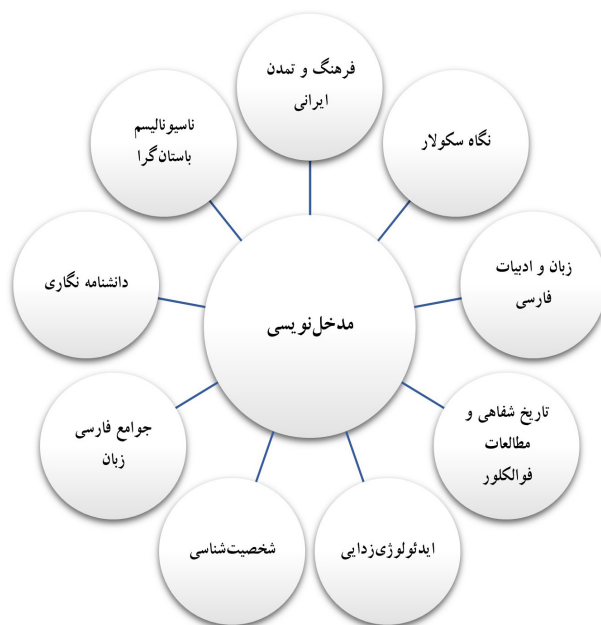 فرهنگ و تمدن
ایرانی
نگاه سکولار
زبان و ادبیات
فارسی
تاریخ شفاهی و
مطالعات
فوالکلور
ایدئولوژی‌زدایی
شخصیت‌شناسی
جوامع فارسی
زبان
دانشنامه نگاری
ناسیونالیسم
باستان‌گرا
مدخل‌نویسی